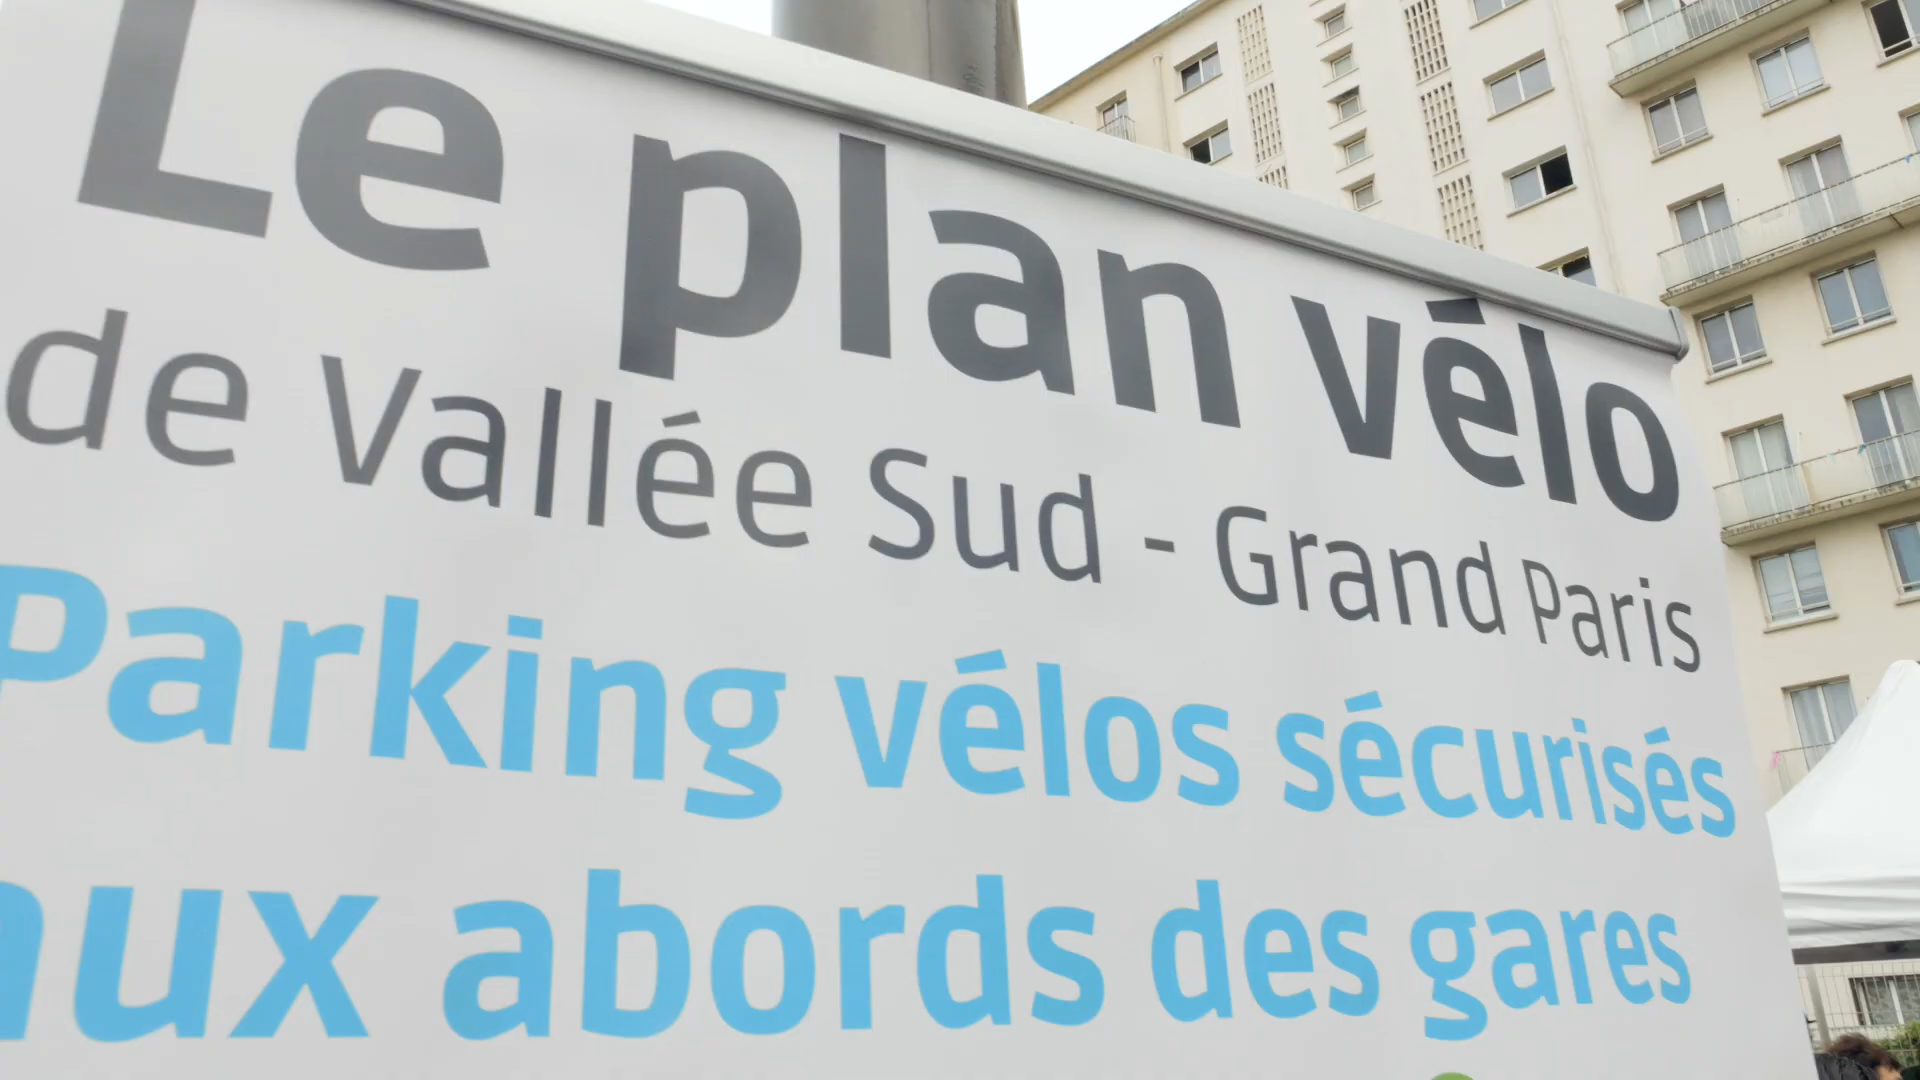 Le plan vélo
de Vallée Sud - Grand Paris
Parking vélos sécurisés
aux abords des gares